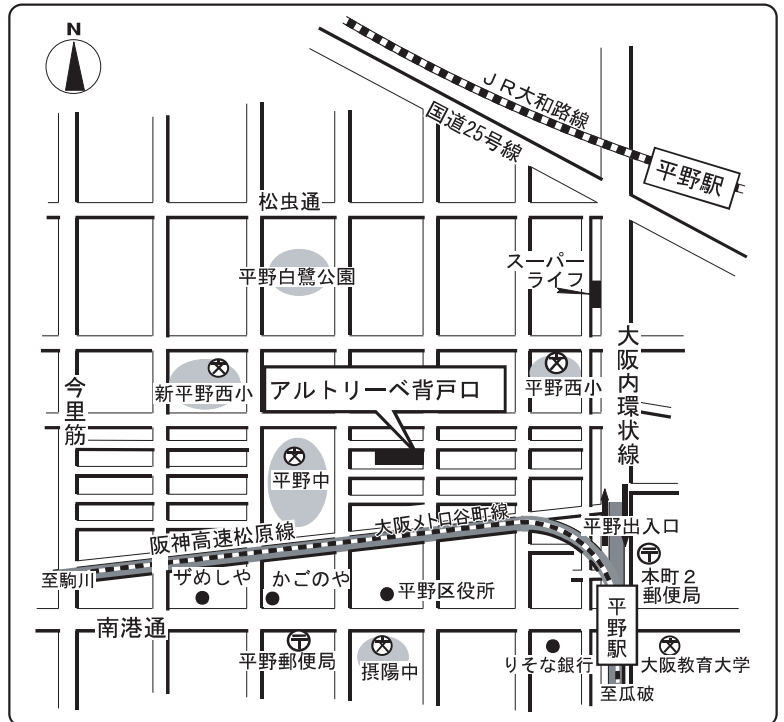 N
JR大和路線
国道25号線
平野駅
松虫通
平野白鷺公園
スーパー
ライフ
大阪内環状線
今里筋
新平野西小
アルトリーベ背戸口
平野西小
平野中
阪神高速松原線
大阪メトロ谷町線
平野出入口
至駒川
ザめしや
かごのや
平野区役所
本町2
郵便局
南港通
平野駅
平野郵便局
摂陽中
りそな銀行
大阪教育大学
至瓜破